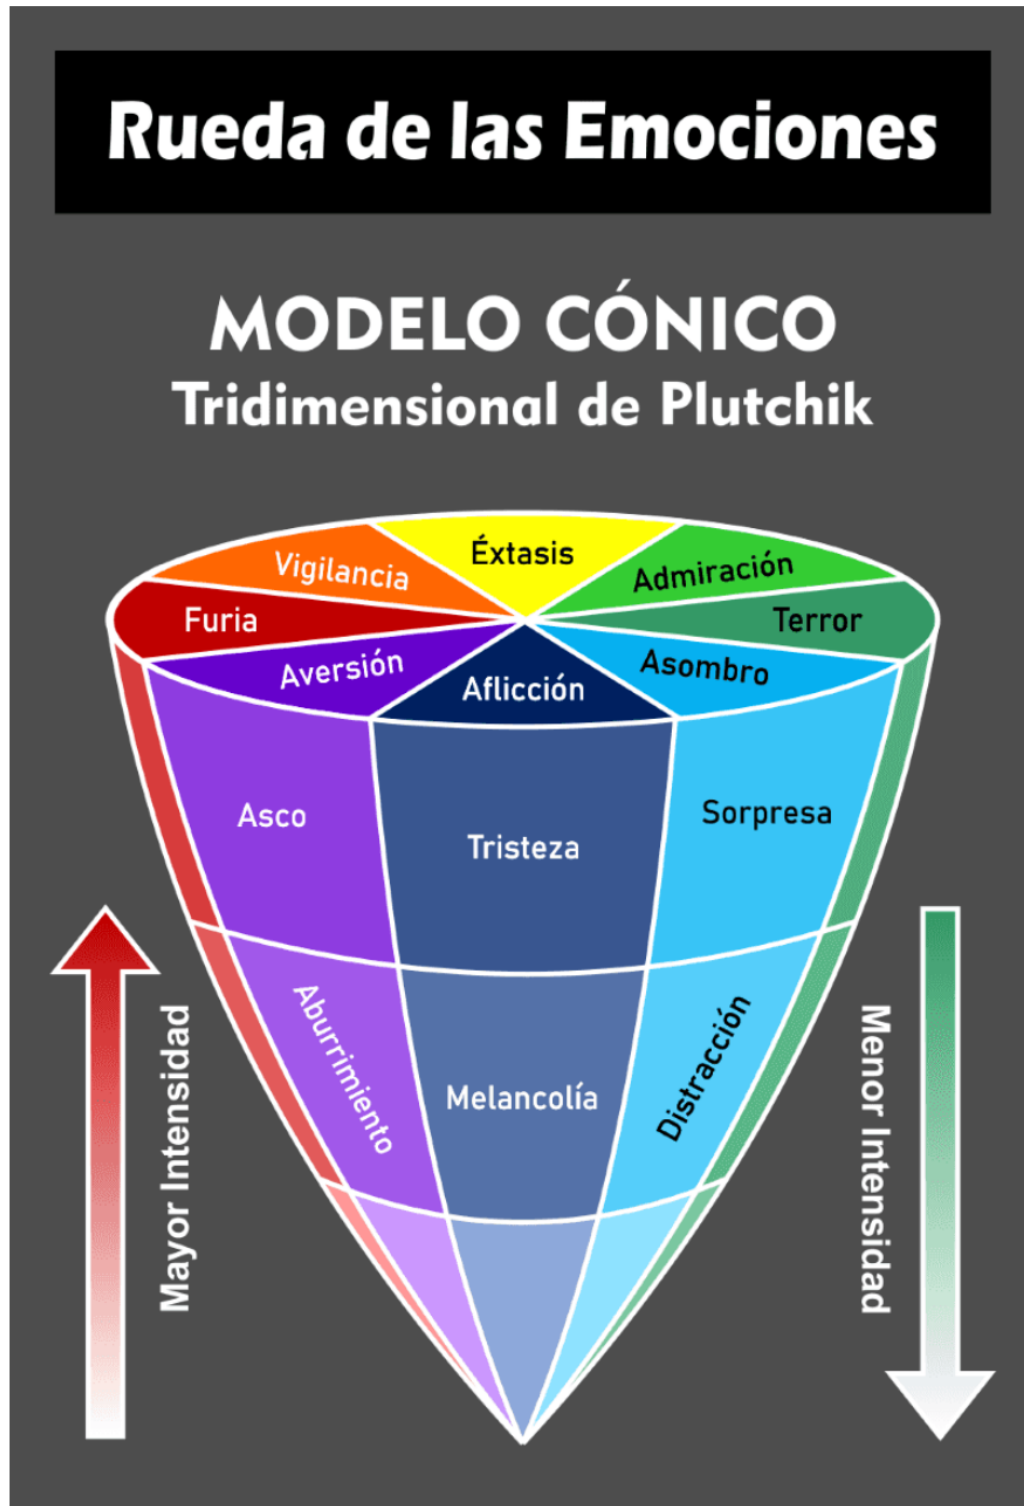 Rueda de las Emociones
MODELO CÓNICO
Tridimensional de Plutchik
Éxtasis
Vigilancia
Admiración
Furia
Terror
Aversión
Asombro
Aflicción
Asco
Sorpresa
Tristeza
Aburrimiento
Melancolía
Distracción
Mayor Intensidad
Menor Intensidad